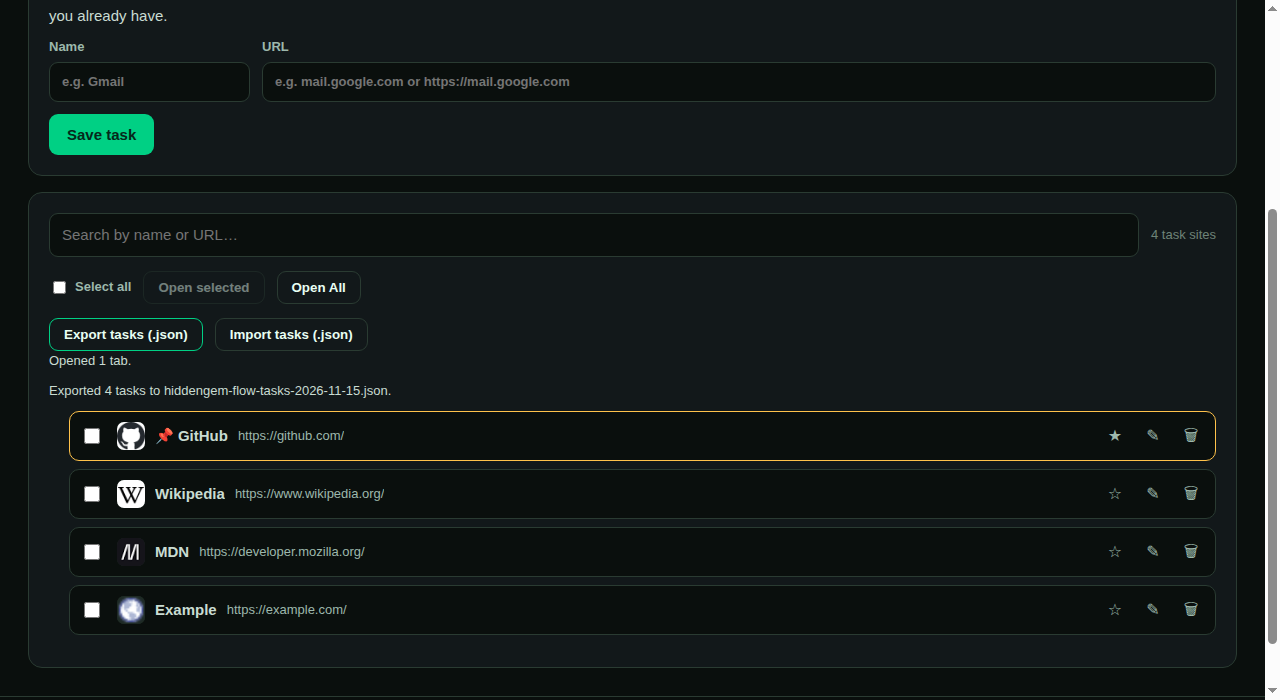 you already have.
Name URL
e.g. Gmail e.g. mail.google.com or https://mail.google.com
Save task
Search by name or URL… 4 task sites
Select all Open selected Open All
Export tasks (.json) Import tasks (.json)
Opened 1 tab.
Exported 4 tasks to hiddengem-flow-tasks-2026-11-15.json.
📌 GitHub https://github.com/ ★ ✎ 🗑
W Wikipedia https://www.wikipedia.org/ ☆ ✎ 🗑
MDN https://developer.mozilla.org/ ☆ ✎ 🗑
Example https://example.com/ ☆ ✎ 🗑